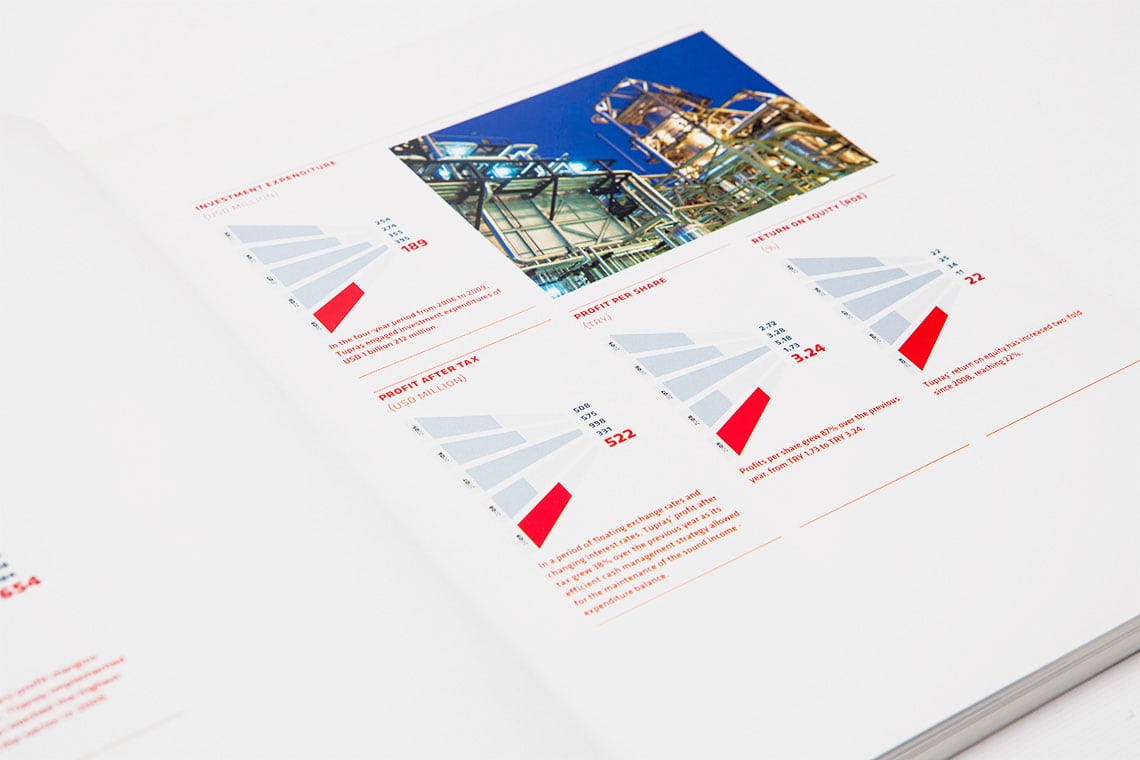 INVESTMENT EXPENDITURE
(USD MILLION)
254
274
355
395
189
In the four-year period from 2006 to 2009,
Tupraş engaged investment expenditures of
USD 1 billion 212 million.
PROFIT AFTER TAX
(USD MILLION)
508
575
998
331
522
In a period of floating exchange rates and
changing interest rates, Tüpraş' profit after
tax grew 38% over the previous year as its
efficient cash management strategy allowed
for the maintenance of the sound income -
expenditure balance.
PROFIT PER SHARE
(TRY)
2.72
3.28
5.18
1.73
3.24
Profits per share grew 87% over the previous
year, from TRY 1.73 to TRY 3.24.
RETURN ON EQUITY (ROE)
(%)
22
25
34
11
22
Tüpraş' return on equity has increased two-fold
since 2008, reaching 22%.
654